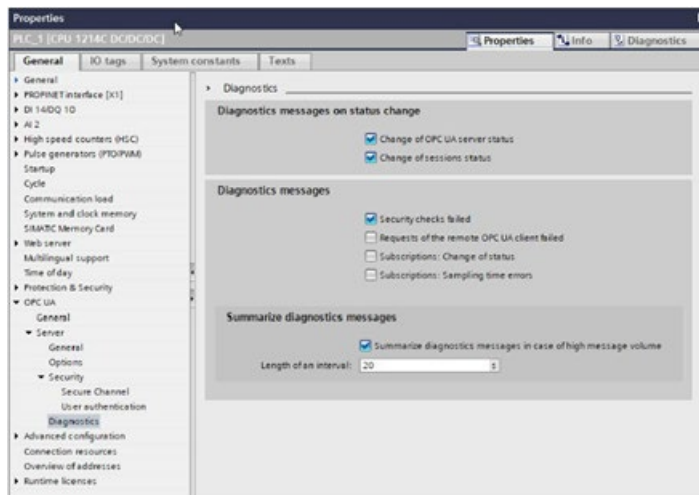 Properties
PLC_1 [CPU 1214C DC/DC/DC]
Properties
Info
Diagnostics
General
IO tags
System constants
Texts
General
PROFINET interface [X1]
DI 14/DQ 10
AI 2
High speed counters (HSC)
Pulse generators (PTO/PWM)
Startup
Cycle
Communication load
System and clock memory
SIMATIC Memory Card
Web server
Multilingual support
Time of day
Protection & Security
OPC UA
General
Server
General
Options
Security
Secure Channel
User authentication
Diagnostics
Advanced configuration
Connection resources
Overview of addresses
Runtime licenses
Diagnostics
Diagnostics messages on status change
Change of OPC UA server status
Change of sessions status
Diagnostics messages
Security checks failed
Requests of the remote OPC UA client failed
Subscriptions: Change of status
Subscriptions: Sampling time errors
Summarize diagnostics messages
Summarize diagnostics messages in case of high message volume
Length of an interval: 20